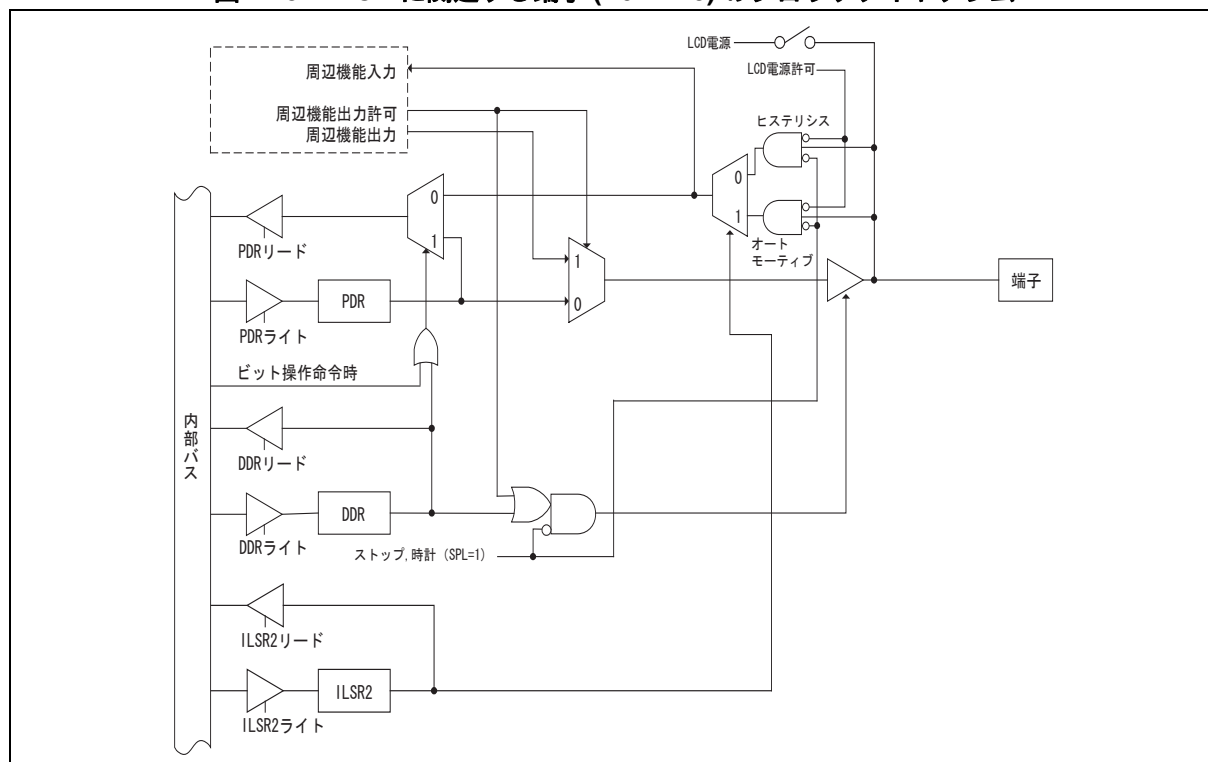 LCD電源
LCD電源許可
周辺機能入力
周辺機能出力許可
周辺機能出力
ヒステリシス
0
1
オート
モーティブ
0
1
PDRリード
1
0
端子
PDR
PDRライト
ビット操作命令時
内部バス
DDRリード
DDR
DDRライト
ストップ,時計 (SPL=1)
ILSR2リード
ILSR2
ILSR2ライト